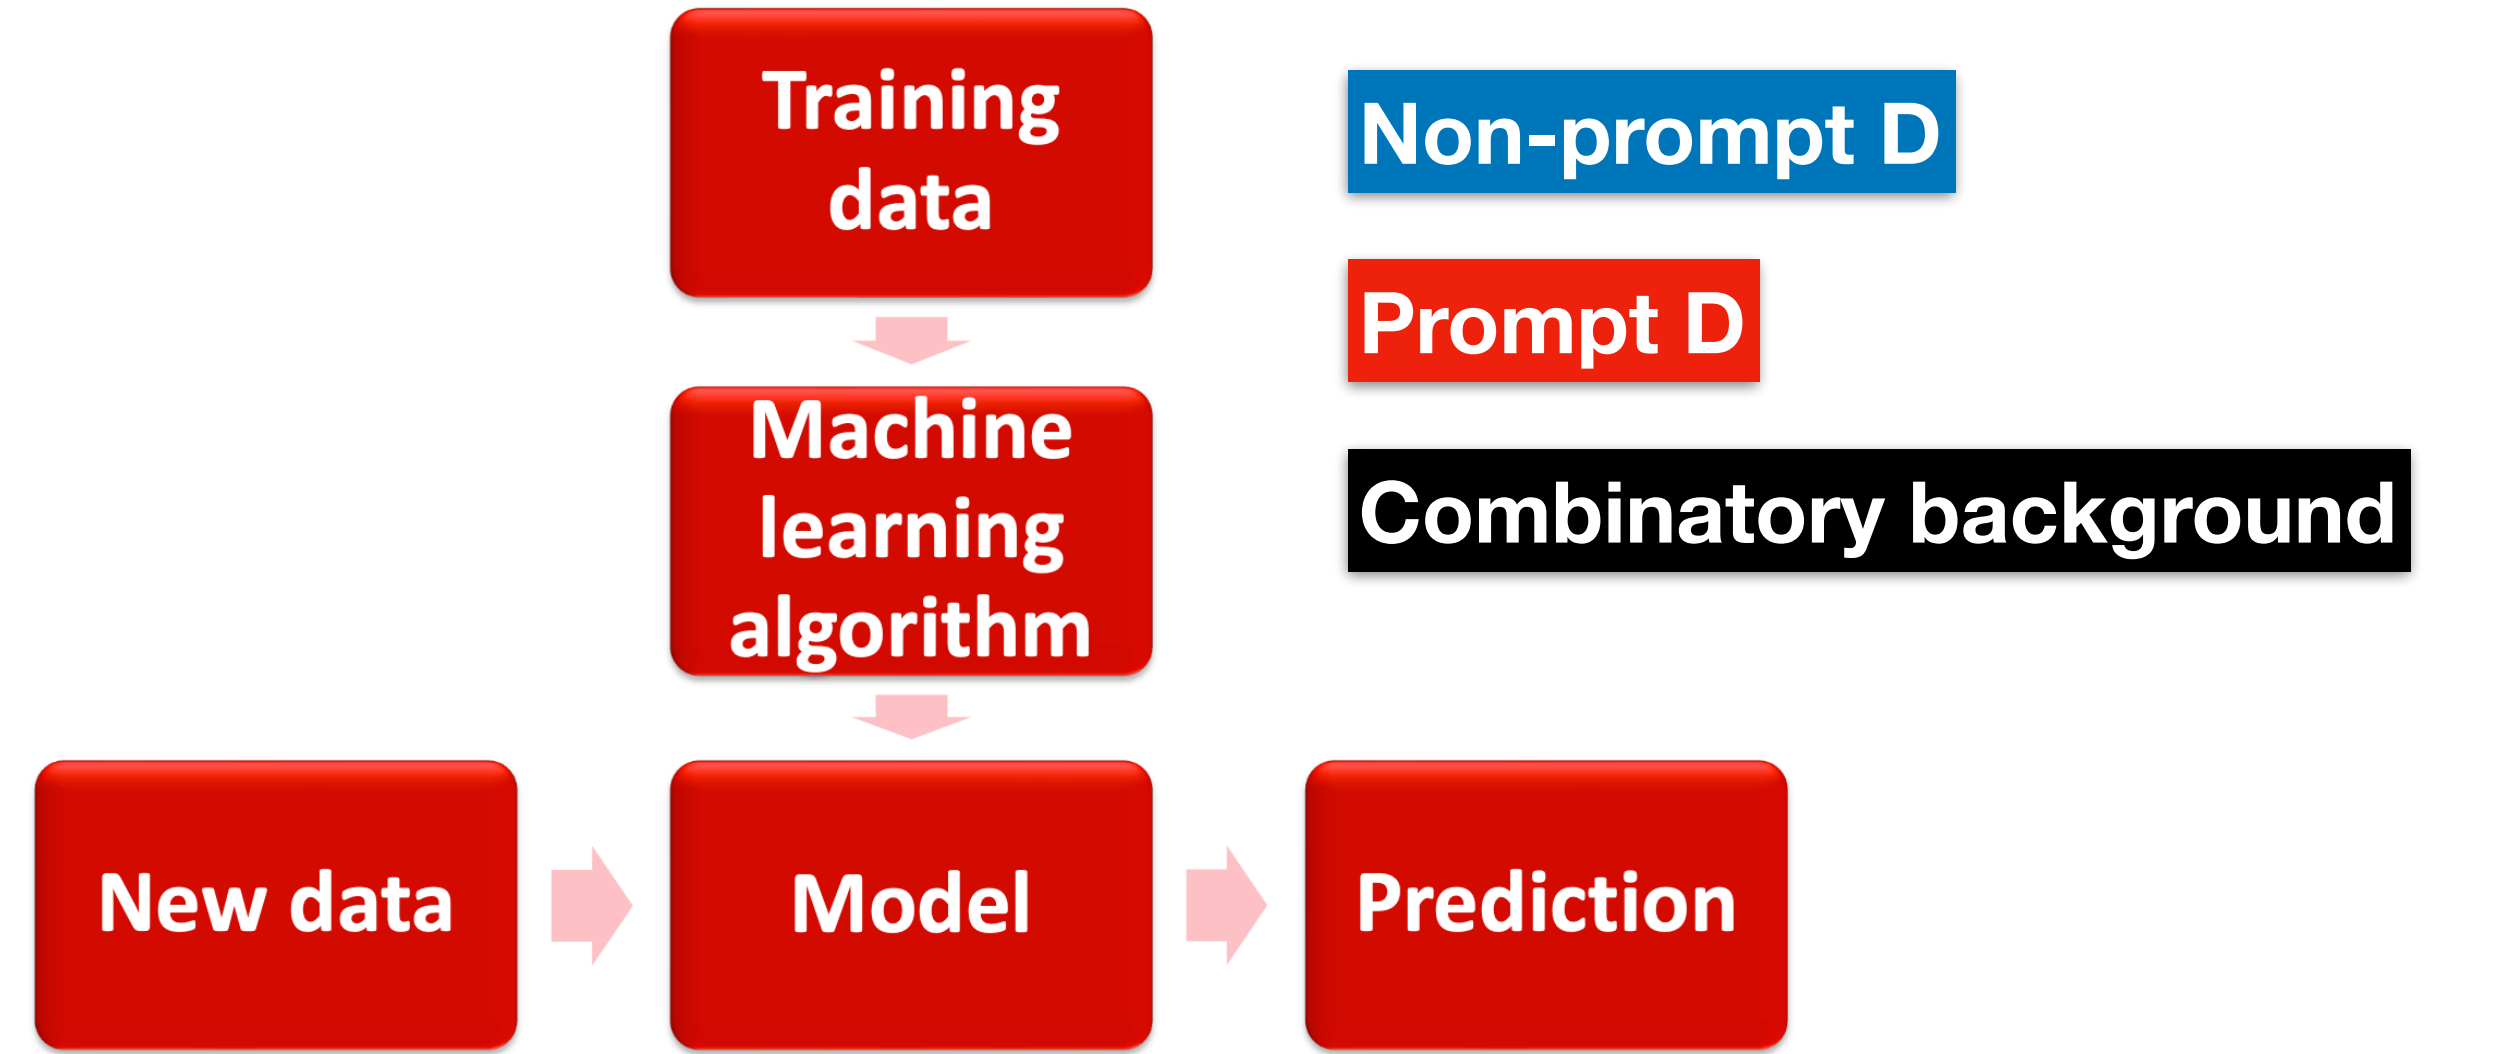 Training
data
Non-prompt D
Prompt D
Machine
learning
algorithm
Combinatory background
New data
Model
Prediction